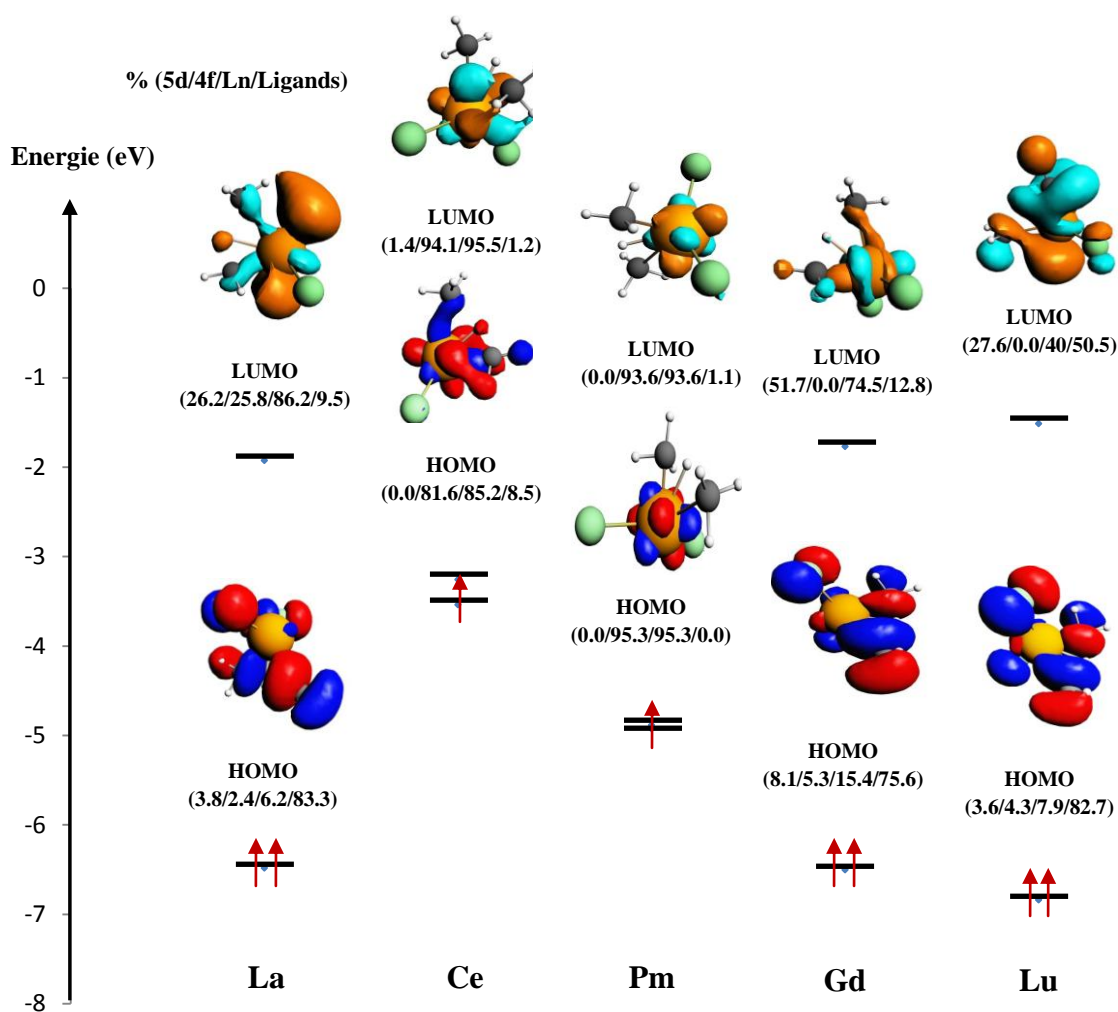 % (5d/4f/Ln/Ligands)
Energie (eV)
0
-1
-2
-3
-4
-5
-6
-7
-8
LUMO
(26.2/25.8/86.2/9.5)
HOMO
(3.8/2.4/6.2/83.3)
La
LUMO
(1.4/94.1/95.5/1.2)
HOMO
(0.0/81.6/85.2/8.5)
Ce
LUMO
(0.0/93.6/93.6/1.1)
HOMO
(0.0/95.3/95.3/0.0)
Pm
LUMO
(51.7/0.0/74.5/12.8)
HOMO
(8.1/5.3/15.4/75.6)
Gd
LUMO
(27.6/0.0/40/50.5)
HOMO
(3.6/4.3/7.9/82.7)
Lu